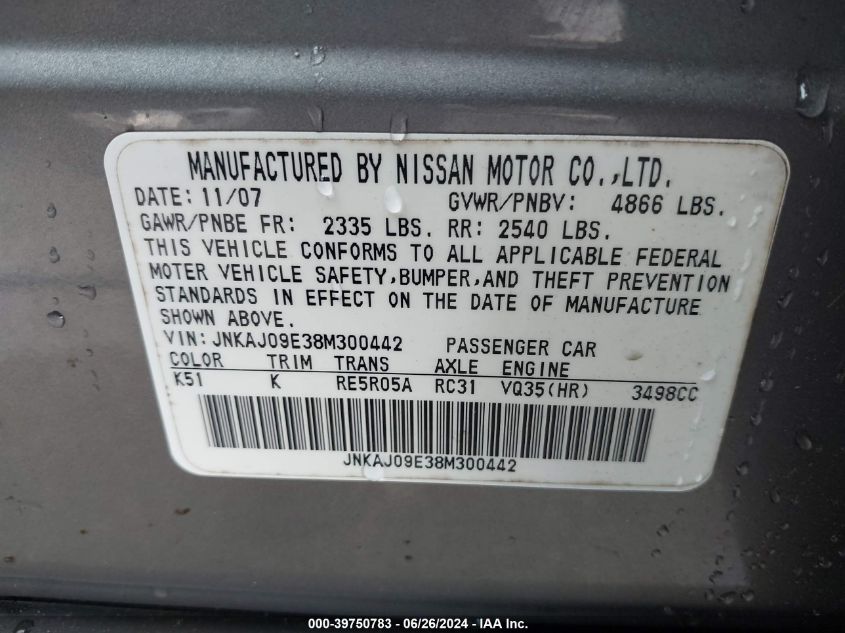 MANUFACTURED BY NISSAN MOTOR CO.,LTD.
DATE: 11/07 GVWR/PNBV: 4866 LBS.
GAWR/PNBE FR: 2335 LBS. RR: 2540 LBS.
THIS VEHICLE CONFORMS TO ALL APPLICABLE FEDERAL
MOTER VEHICLE SAFETY,BUMPER,AND THEFT PREVENTION
STANDARDS IN EFFECT ON THE DATE OF MANUFACTURE
SHOWN ABOVE.
VIN:JNKAJ09E38M300442 PASSENGER CAR
COLOR TRIM TRANS AXLE ENGINE
K51 K RE5R05A RC31 VQ35(HR) 3498CC
JNKAJ09E38M300442
000-39750783 - 06/26/2024 - IAA Inc.